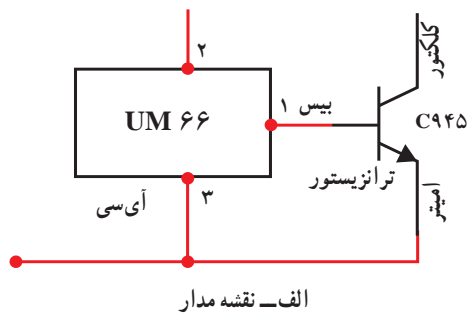 ۲
کلکتور
UM ۶۶
۱
بیس
C۹۴۵
ترانزیستور
آی‌سی
۳
امیتر
الف ــ نقشه مدار